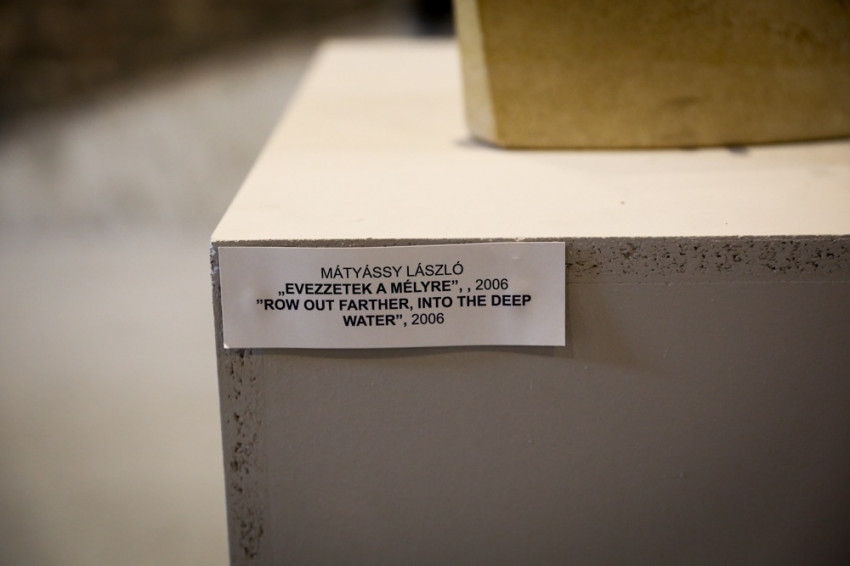 MÁTYÁSSY LÁSZLÓ
„EVEZZETEK A MÉLYRE”, , 2006
”ROW OUT FARTHER, INTO THE DEEP
WATER”, 2006